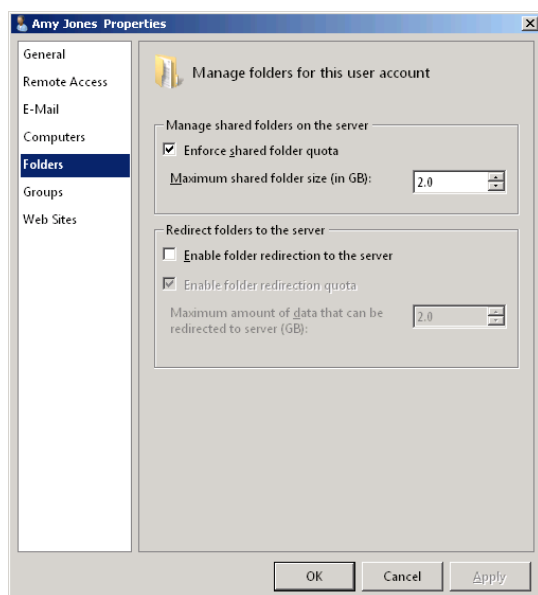 Amy Jones Properties
General
Remote Access
E-Mail
Computers
Folders
Groups
Web Sites
Manage folders for this user account
Manage shared folders on the server
Enforce shared folder quota
Maximum shared folder size (in GB):
2.0
Redirect folders to the server
Enable folder redirection to the server
Enable folder redirection quota
Maximum amount of data that can be
redirected to server (GB):
2.0
OK
Cancel
Apply